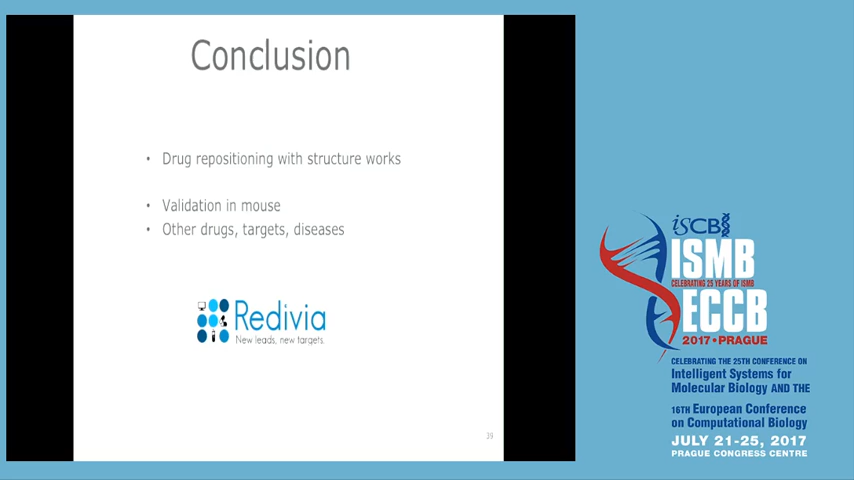 Conclusion
• Drug repositioning with structure works
• Validation in mouse
• Other drugs, targets, diseases
Redivia
New leads, new targets.
39
iSCB
ISMB
CELEBRATING 25 YEARS OF ISMB
ECCB
2017 • PRAGUE
CELEBRATING THE 25TH CONFERENCE ON
Intelligent Systems for
Molecular Biology AND THE
16TH European Conference
on Computational Biology
JULY 21-25, 2017
PRAGUE CONGRESS CENTRE